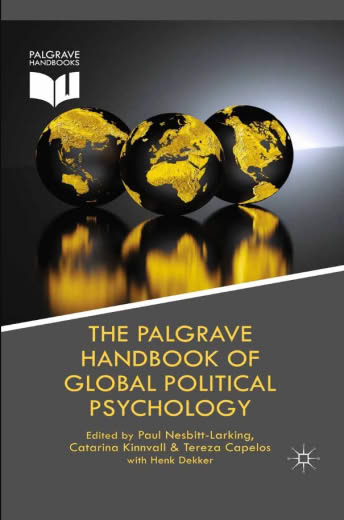 PALGRAVE
HANDBOOKS
THE PALGRAVE
HANDBOOK OF
GLOBAL POLITICAL
PSYCHOLOGY
Edited by Paul Nesbitt-Larking,
Catarina Kinnvall & Tereza Capelos
with Henk Dekker